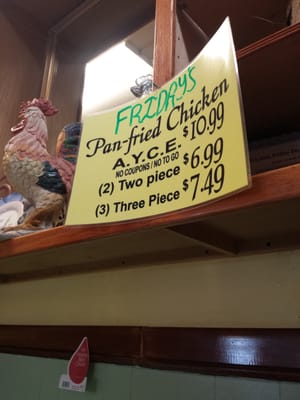 FRIDAYS
Pan-fried Chicken
A.Y.C.E. $10.99
NO COUPONS / NO TO GO
(2) Two piece $6.99
(3) Three Piece $7.49